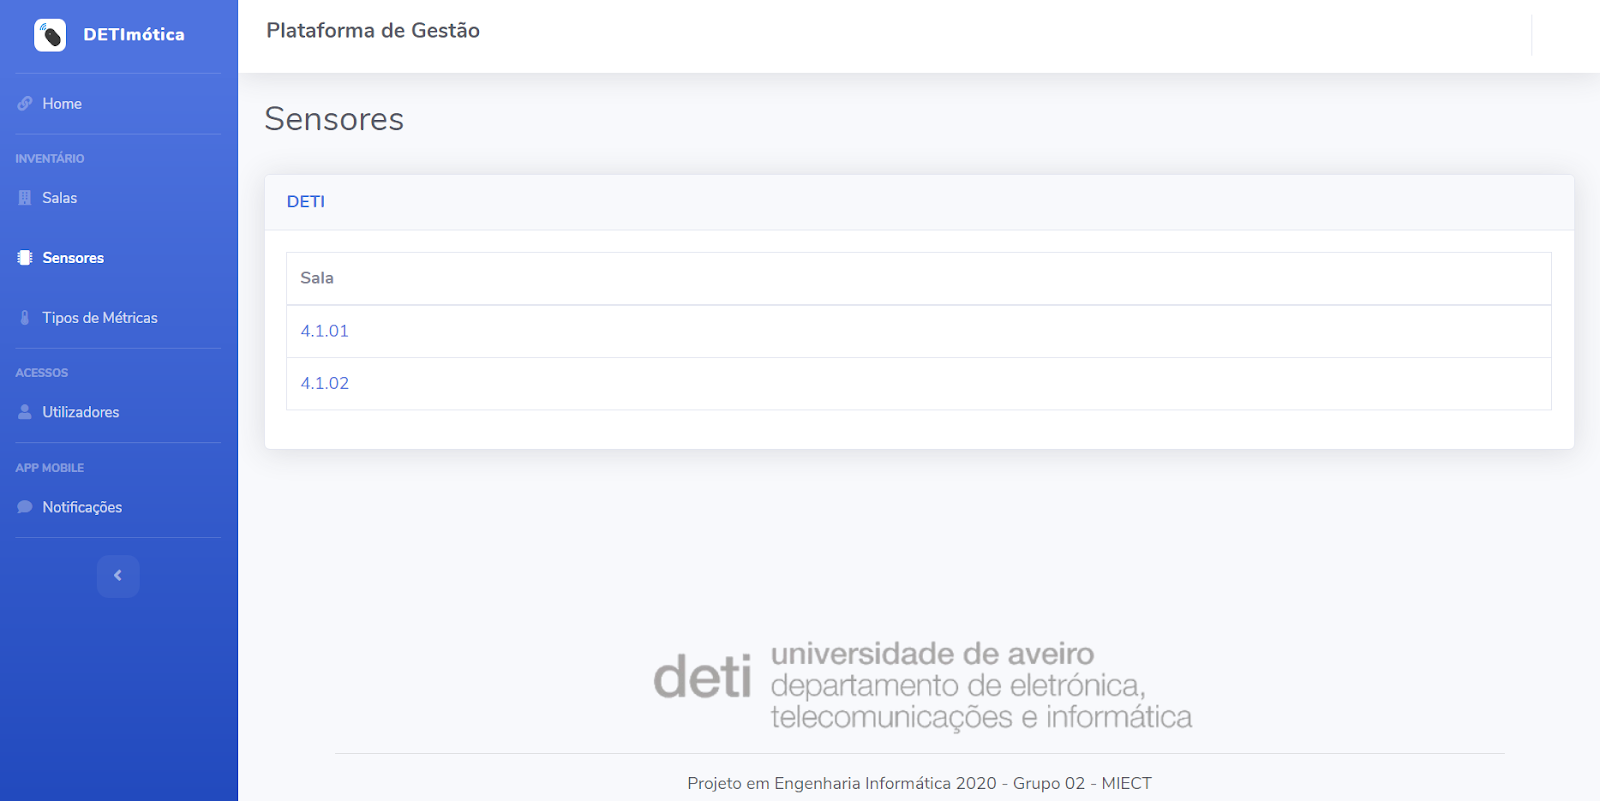 DETImótica
Plataforma de Gestão
Home
INVENTÁRIO
Salas
Sensores
Tipos de Métricas
ACESSOS
Utilizadores
APP MOBILE
Notificações
Sensores
DETI
Sala
4.1.01
4.1.02
deti
universidade de aveiro
departamento de eletrónica,
telecomunicações e informática
Projeto em Engenharia Informática 2020 - Grupo 02 - MIECT